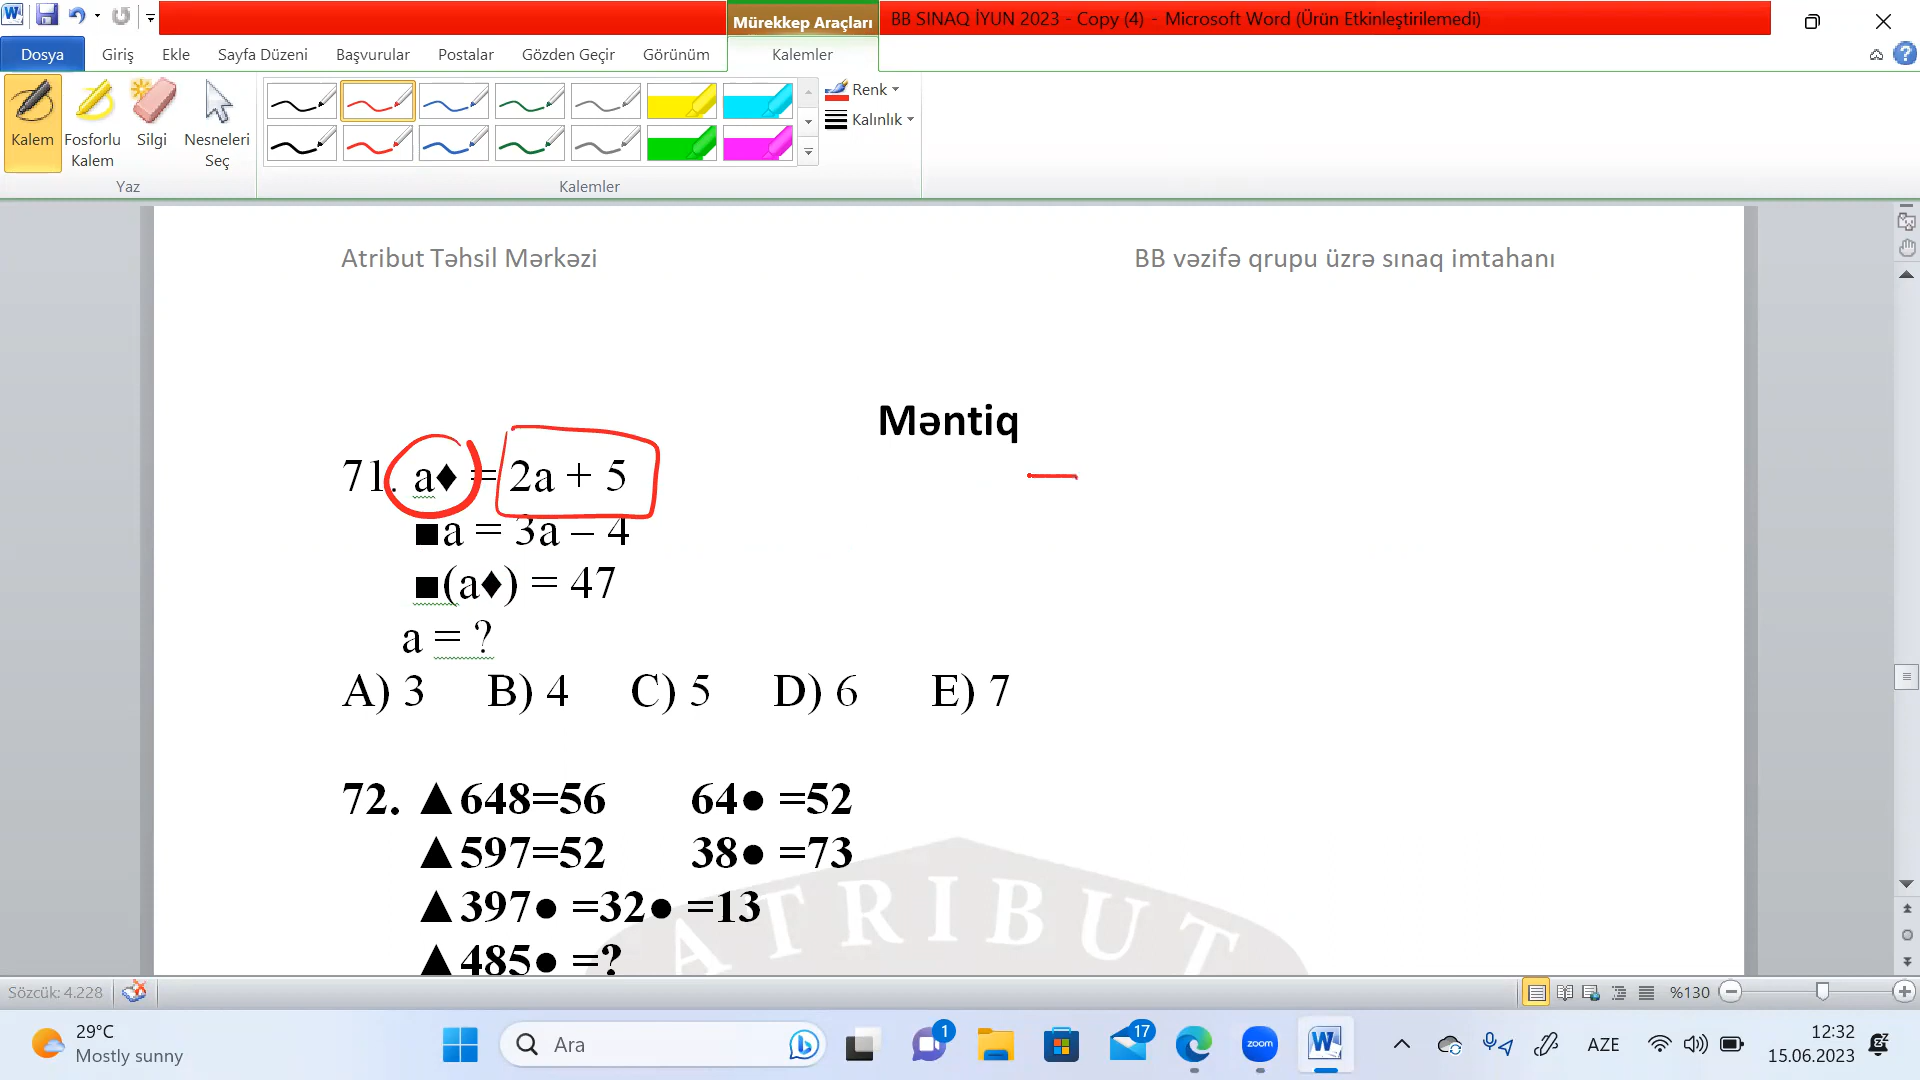 Mürekkep Araçları
BB SINAQ İYUN 2023 - Copy (4) - Microsoft Word (Ürün Etkinleştirilemedi)
Dosya Giriş Ekle Sayfa Düzeni Başvurular Postalar Gözden Geçir Görünüm Kalemler
Kalem
Fosforlu Kalem
Silgi
Nesneleri Seç
Renk
Kalınlık
Yaz
Kalemler
Atribut Təhsil Mərkəzi
BB vəzifə qrupu üzrə sınaq imtahanı
Məntiq
71. a♦ = 2a + 5
■a = 3a – 4
■(a♦) = 47
a = ?
A) 3 B) 4 C) 5 D) 6 E) 7
72. ▲648=56 64● =52
▲597=52 38● =73
▲397● =32● =13
▲485● =?
ATRIBUT
Sözcük: 4.228
%130
29°C
Mostly sunny
Ara
1
17
zoom
AZE
12:32
15.06.2023